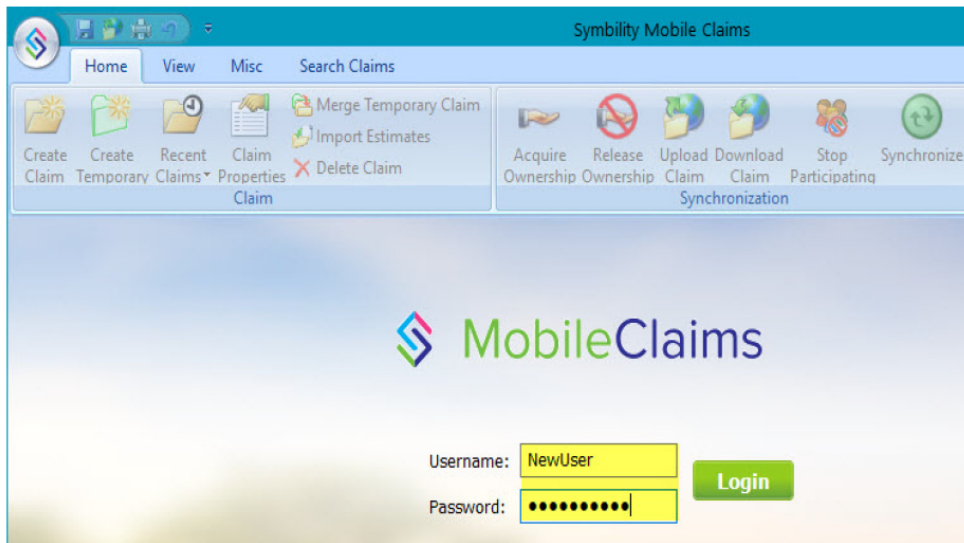 Symbility Mobile Claims
Home View Misc Search Claims
Create Claim
Create Temporary
Recent Claims
Claim Properties
Merge Temporary Claim
Import Estimates
Delete Claim
Claim
Acquire Ownership
Release Ownership
Upload Claim
Download Claim
Stop Participating
Synchronize
Synchronization
MobileClaims
Username: NewUser
Password: ••••••••••
Login